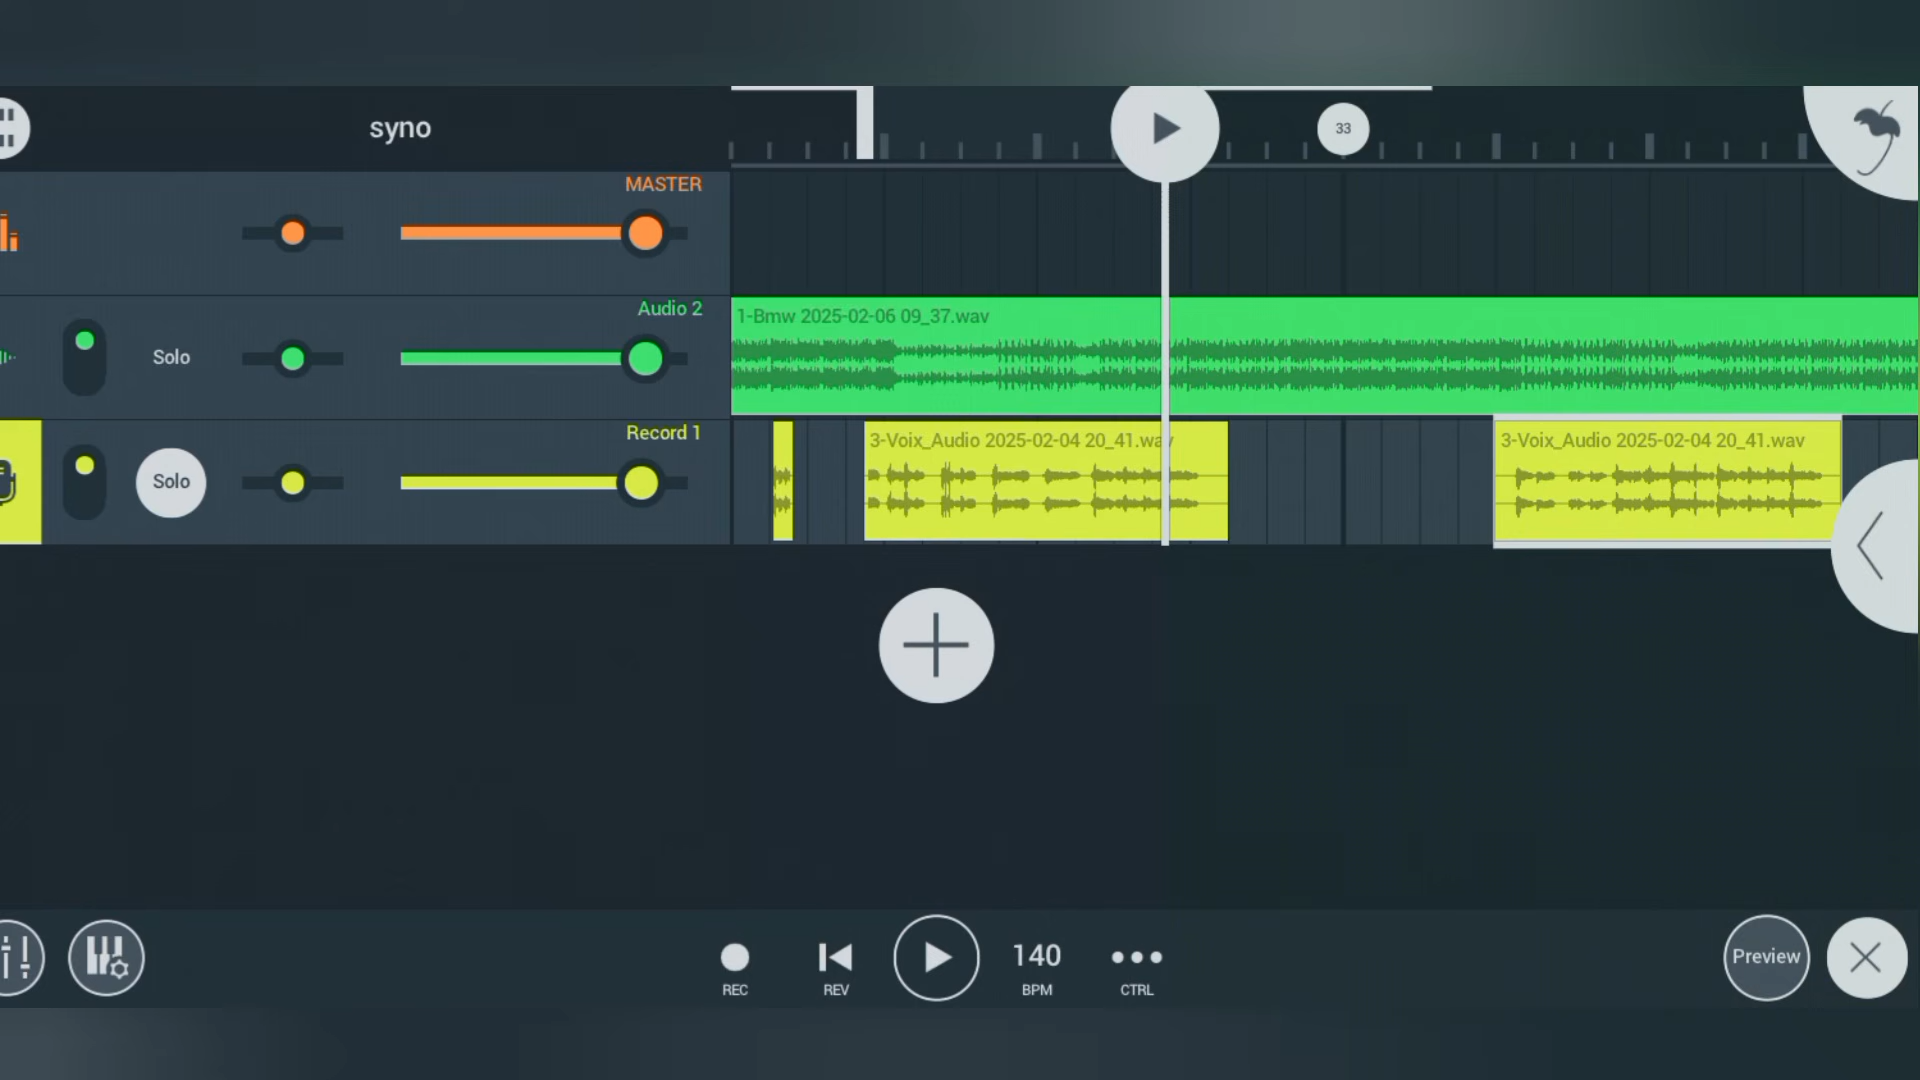 syno
33
MASTER
Audio 2
1-Bmw 2025-02-06 09_37.wav
Solo
Record 1
3-Voix_Audio 2025-02-04 20_41.wav
3-Voix_Audio 2025-02-04 20_41.wav
Solo
140
Preview
REC
REV
BPM
CTRL